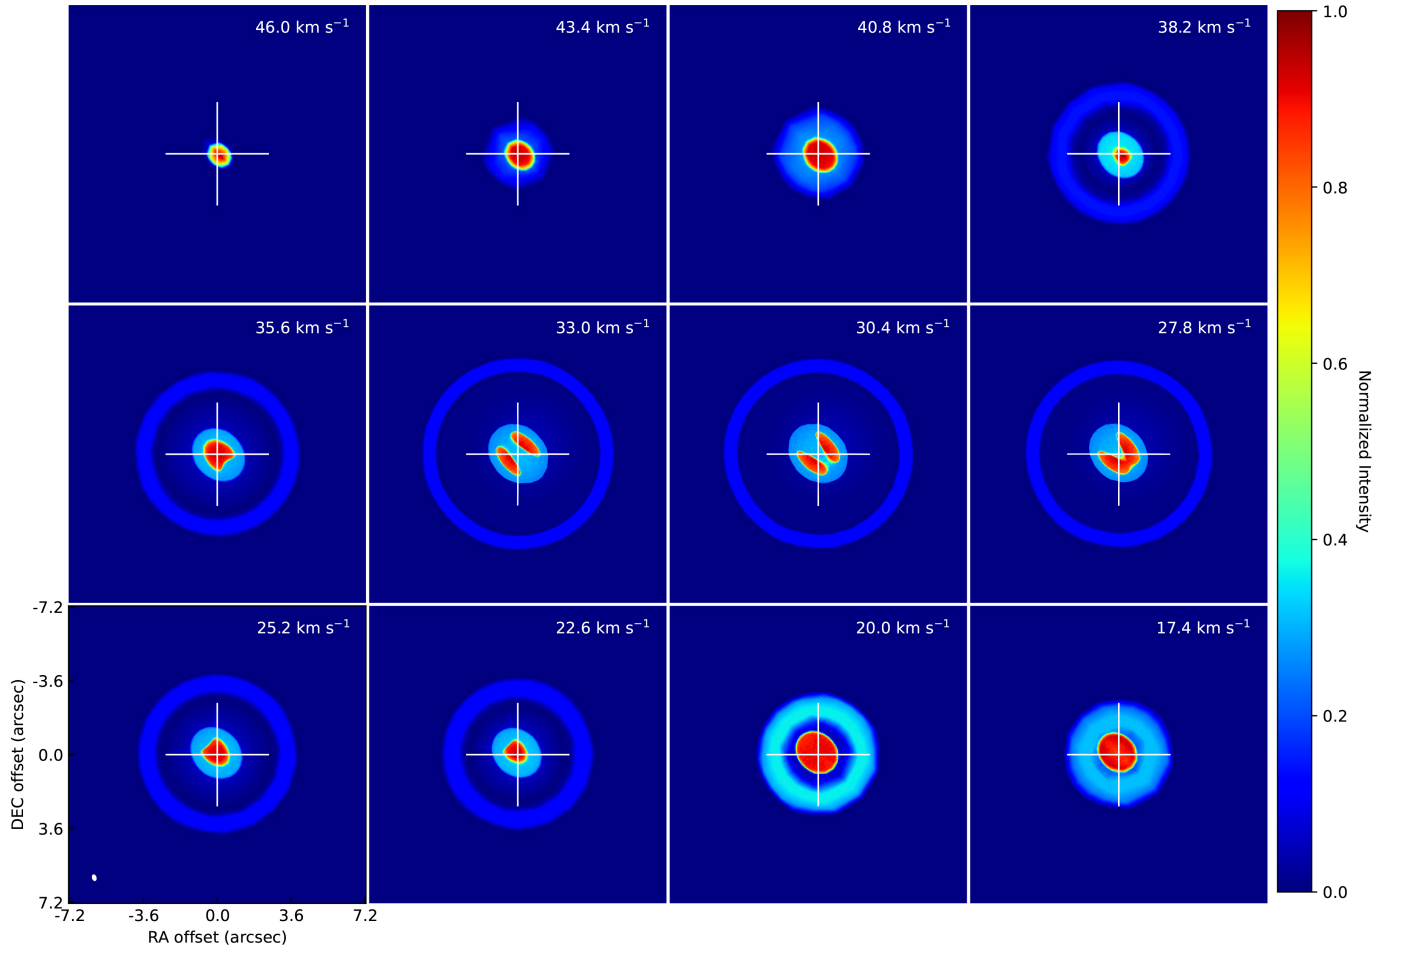 46.0 km s⁻¹ 43.4 km s⁻¹ 40.8 km s⁻¹ 38.2 km s⁻¹ 1.0
0.8
35.6 km s⁻¹ 33.0 km s⁻¹ 30.4 km s⁻¹ 27.8 km s⁻¹
0.6
Normalized Intensity
0.4
-7.2
25.2 km s⁻¹ 22.6 km s⁻¹ 20.0 km s⁻¹ 17.4 km s⁻¹
-3.6
0.2
DEC offset (arcsec)
0.0
3.6
0.0
7.2
-7.2 -3.6 0.0 3.6 7.2
RA offset (arcsec)